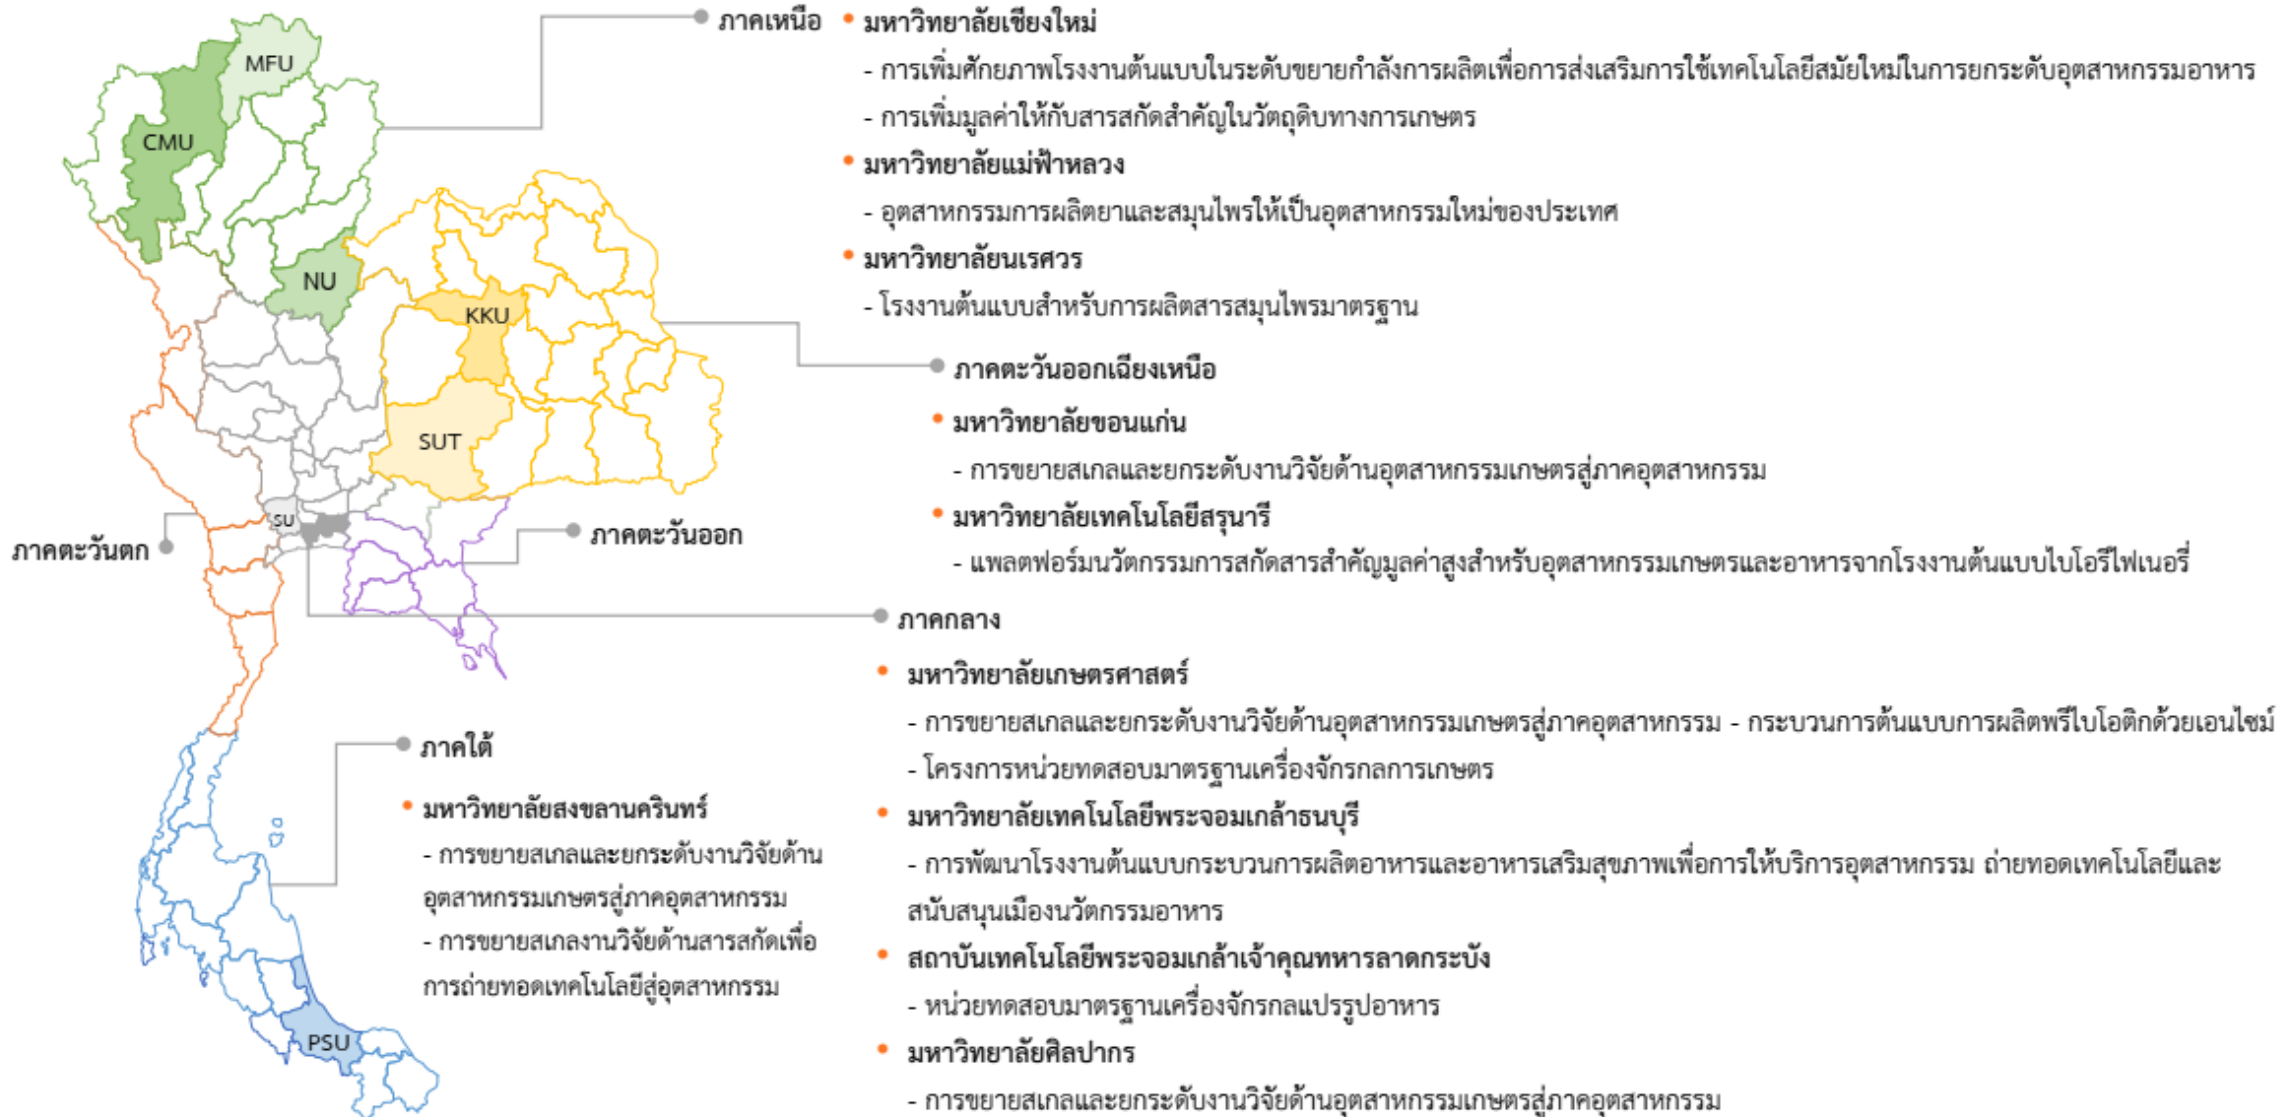 MFU
CMU
NU
KKU
SUT
SU
PSU
ภาคเหนือ
• มหาวิทยาลัยเชียงใหม่
- การเพิ่มศักยภาพโรงงานต้นแบบในระดับขยายกำลังการผลิตเพื่อการส่งเสริมการใช้เทคโนโลยีสมัยใหม่ในการยกระดับอุตสาหกรรมอาหาร
- การเพิ่มมูลค่าให้กับสารสกัดสำคัญในวัตถุดิบทางการเกษตร
• มหาวิทยาลัยแม่ฟ้าหลวง
- อุตสาหกรรมการผลิตยาและสมุนไพรให้เป็นอุตสาหกรรมใหม่ของประเทศ
• มหาวิทยาลัยนเรศวร
- โรงงานต้นแบบสำหรับการผลิตสารสมุนไพรมาตรฐาน
ภาคตะวันออกเฉียงเหนือ
• มหาวิทยาลัยขอนแก่น
- การขยายสเกลและยกระดับงานวิจัยด้านอุตสาหกรรมเกษตรสู่ภาคอุตสาหกรรม
• มหาวิทยาลัยเทคโนโลยีสรุนารี
- แพลตฟอร์มนวัตกรรมการสกัดสารสำคัญมูลค่าสูงสำหรับอุตสาหกรรมเกษตรและอาหารจากโรงงานต้นแบบไบโอรีไฟเนอรี่
ภาคตะวันตก
ภาคตะวันออก
ภาคกลาง
• มหาวิทยาลัยเกษตรศาสตร์
- การขยายสเกลและยกระดับงานวิจัยด้านอุตสาหกรรมเกษตรสู่ภาคอุตสาหกรรม - กระบวนการต้นแบบการผลิตพรีไบโอติกด้วยเอนไซม์
- โครงการหน่วยทดสอบมาตรฐานเครื่องจักรกลการเกษตร
• มหาวิทยาลัยเทคโนโลยีพระจอมเกล้าธนบุรี
- การพัฒนาโรงงานต้นแบบกระบวนการผลิตอาหารและอาหารเสริมสุขภาพเพื่อการให้บริการอุตสาหกรรม ถ่ายทอดเทคโนโลยีและ
สนับสนุนเมืองนวัตกรรมอาหาร
• สถาบันเทคโนโลยีพระจอมเกล้าเจ้าคุณทหารลาดกระบัง
- หน่วยทดสอบมาตรฐานเครื่องจักรกลแปรรูปอาหาร
• มหาวิทยาลัยศิลปากร
- การขยายสเกลและยกระดับงานวิจัยด้านอุตสาหกรรมเกษตรสู่ภาคอุตสาหกรรม
ภาคใต้
• มหาวิทยาลัยสงขลานครินทร์
- การขยายสเกลและยกระดับงานวิจัยด้าน
อุตสาหกรรมเกษตรสู่ภาคอุตสาหกรรม
- การขยายสเกลงานวิจัยด้านสารสกัดเพื่อ
การถ่ายทอดเทคโนโลยีสู่อุตสาหกรรม